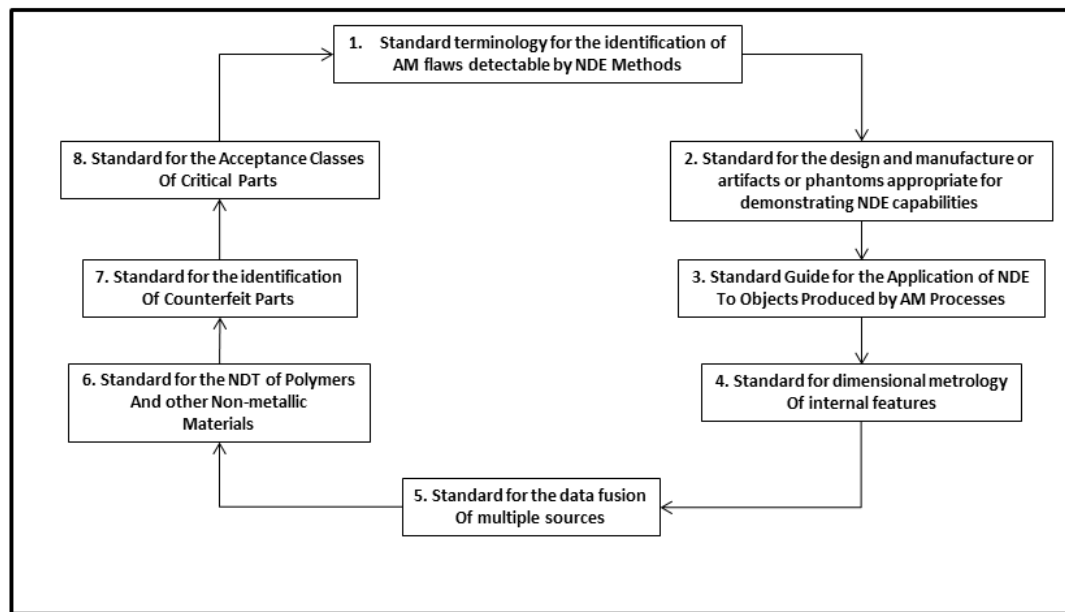 1. Standard terminology for the identification of
AM flaws detectable by NDE Methods
2. Standard for the design and manufacture or
artifacts or phantoms appropriate for
demonstrating NDE capabilities
3. Standard Guide for the Application of NDE
To Objects Produced by AM Processes
4. Standard for dimensional metrology
Of internal features
5. Standard for the data fusion
Of multiple sources
6. Standard for the NDT of Polymers
And other Non-metallic
Materials
7. Standard for the identification
Of Counterfeit Parts
8. Standard for the Acceptance Classes
Of Critical Parts